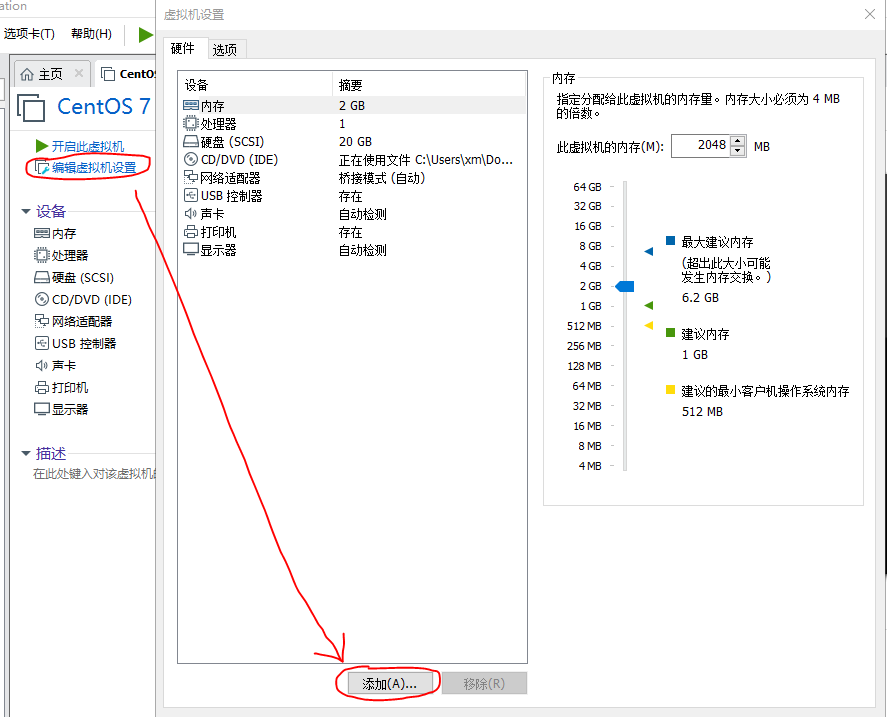 ation
选项卡(T) 帮助(H)
主页
CentOS
CentOS 7
开启此虚拟机
编辑虚拟机设置
设备
内存
处理器
硬盘 (SCSI)
CD/DVD (IDE)
网络适配器
USB 控制器
声卡
打印机
显示器
描述
在此处键入对该虚拟机的
虚拟机设置
硬件 选项
设备 摘要
内存 2 GB
处理器 1
硬盘 (SCSI) 20 GB
CD/DVD (IDE) 正在使用文件 C:\Users\xm\Do...
网络适配器 桥接模式 (自动)
USB 控制器 存在
声卡 自动检测
打印机 存在
显示器 自动检测
添加(A)... 移除(R)
内存
指定分配给此虚拟机的内存量。内存大小必须为 4 MB
的倍数。
此虚拟机的内存(M): 2048 MB
64 GB
32 GB
16 GB
8 GB
4 GB
2 GB
1 GB
512 MB
256 MB
128 MB
64 MB
32 MB
16 MB
8 MB
4 MB
最大建议内存
(超出此大小可能
发生内存交换。)
6.2 GB
建议内存
1 GB
建议的最小客户机操作系统内存
512 MB